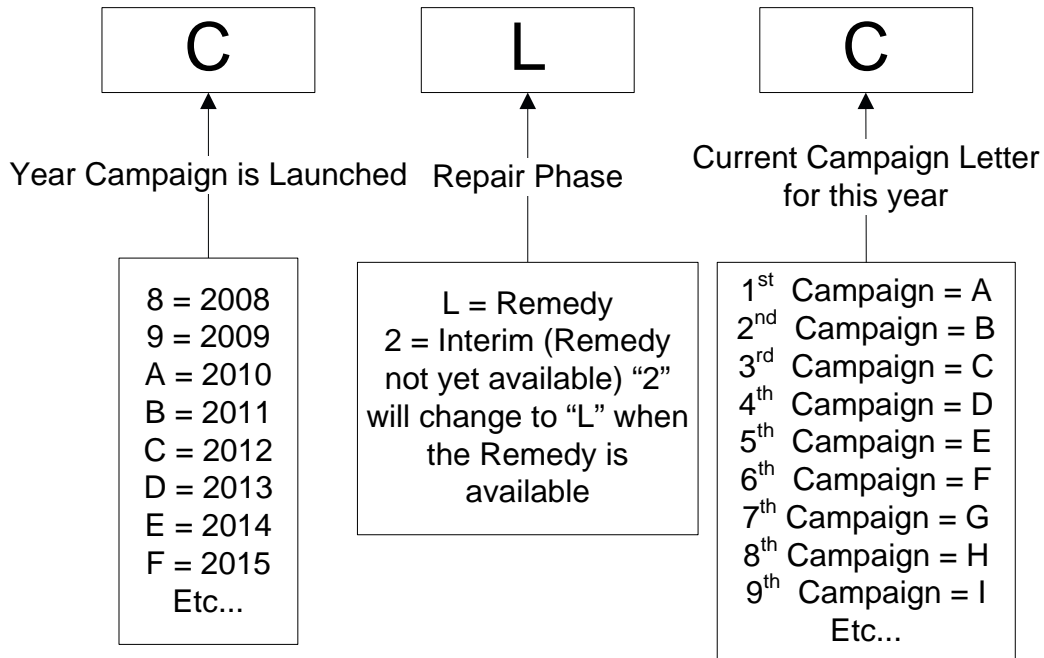 C
L
C
Year Campaign is Launched
Repair Phase
Current Campaign Letter
for this year
8 = 2008
9 = 2009
A = 2010
B = 2011
C = 2012
D = 2013
E = 2014
F = 2015
Etc...
L = Remedy
2 = Interim (Remedy
not yet available) “2”
will change to “L” when
the Remedy is
available
1st Campaign = A
2nd Campaign = B
3rd Campaign = C
4th Campaign = D
5th Campaign = E
6th Campaign = F
7th Campaign = G
8th Campaign = H
9th Campaign = I
Etc...